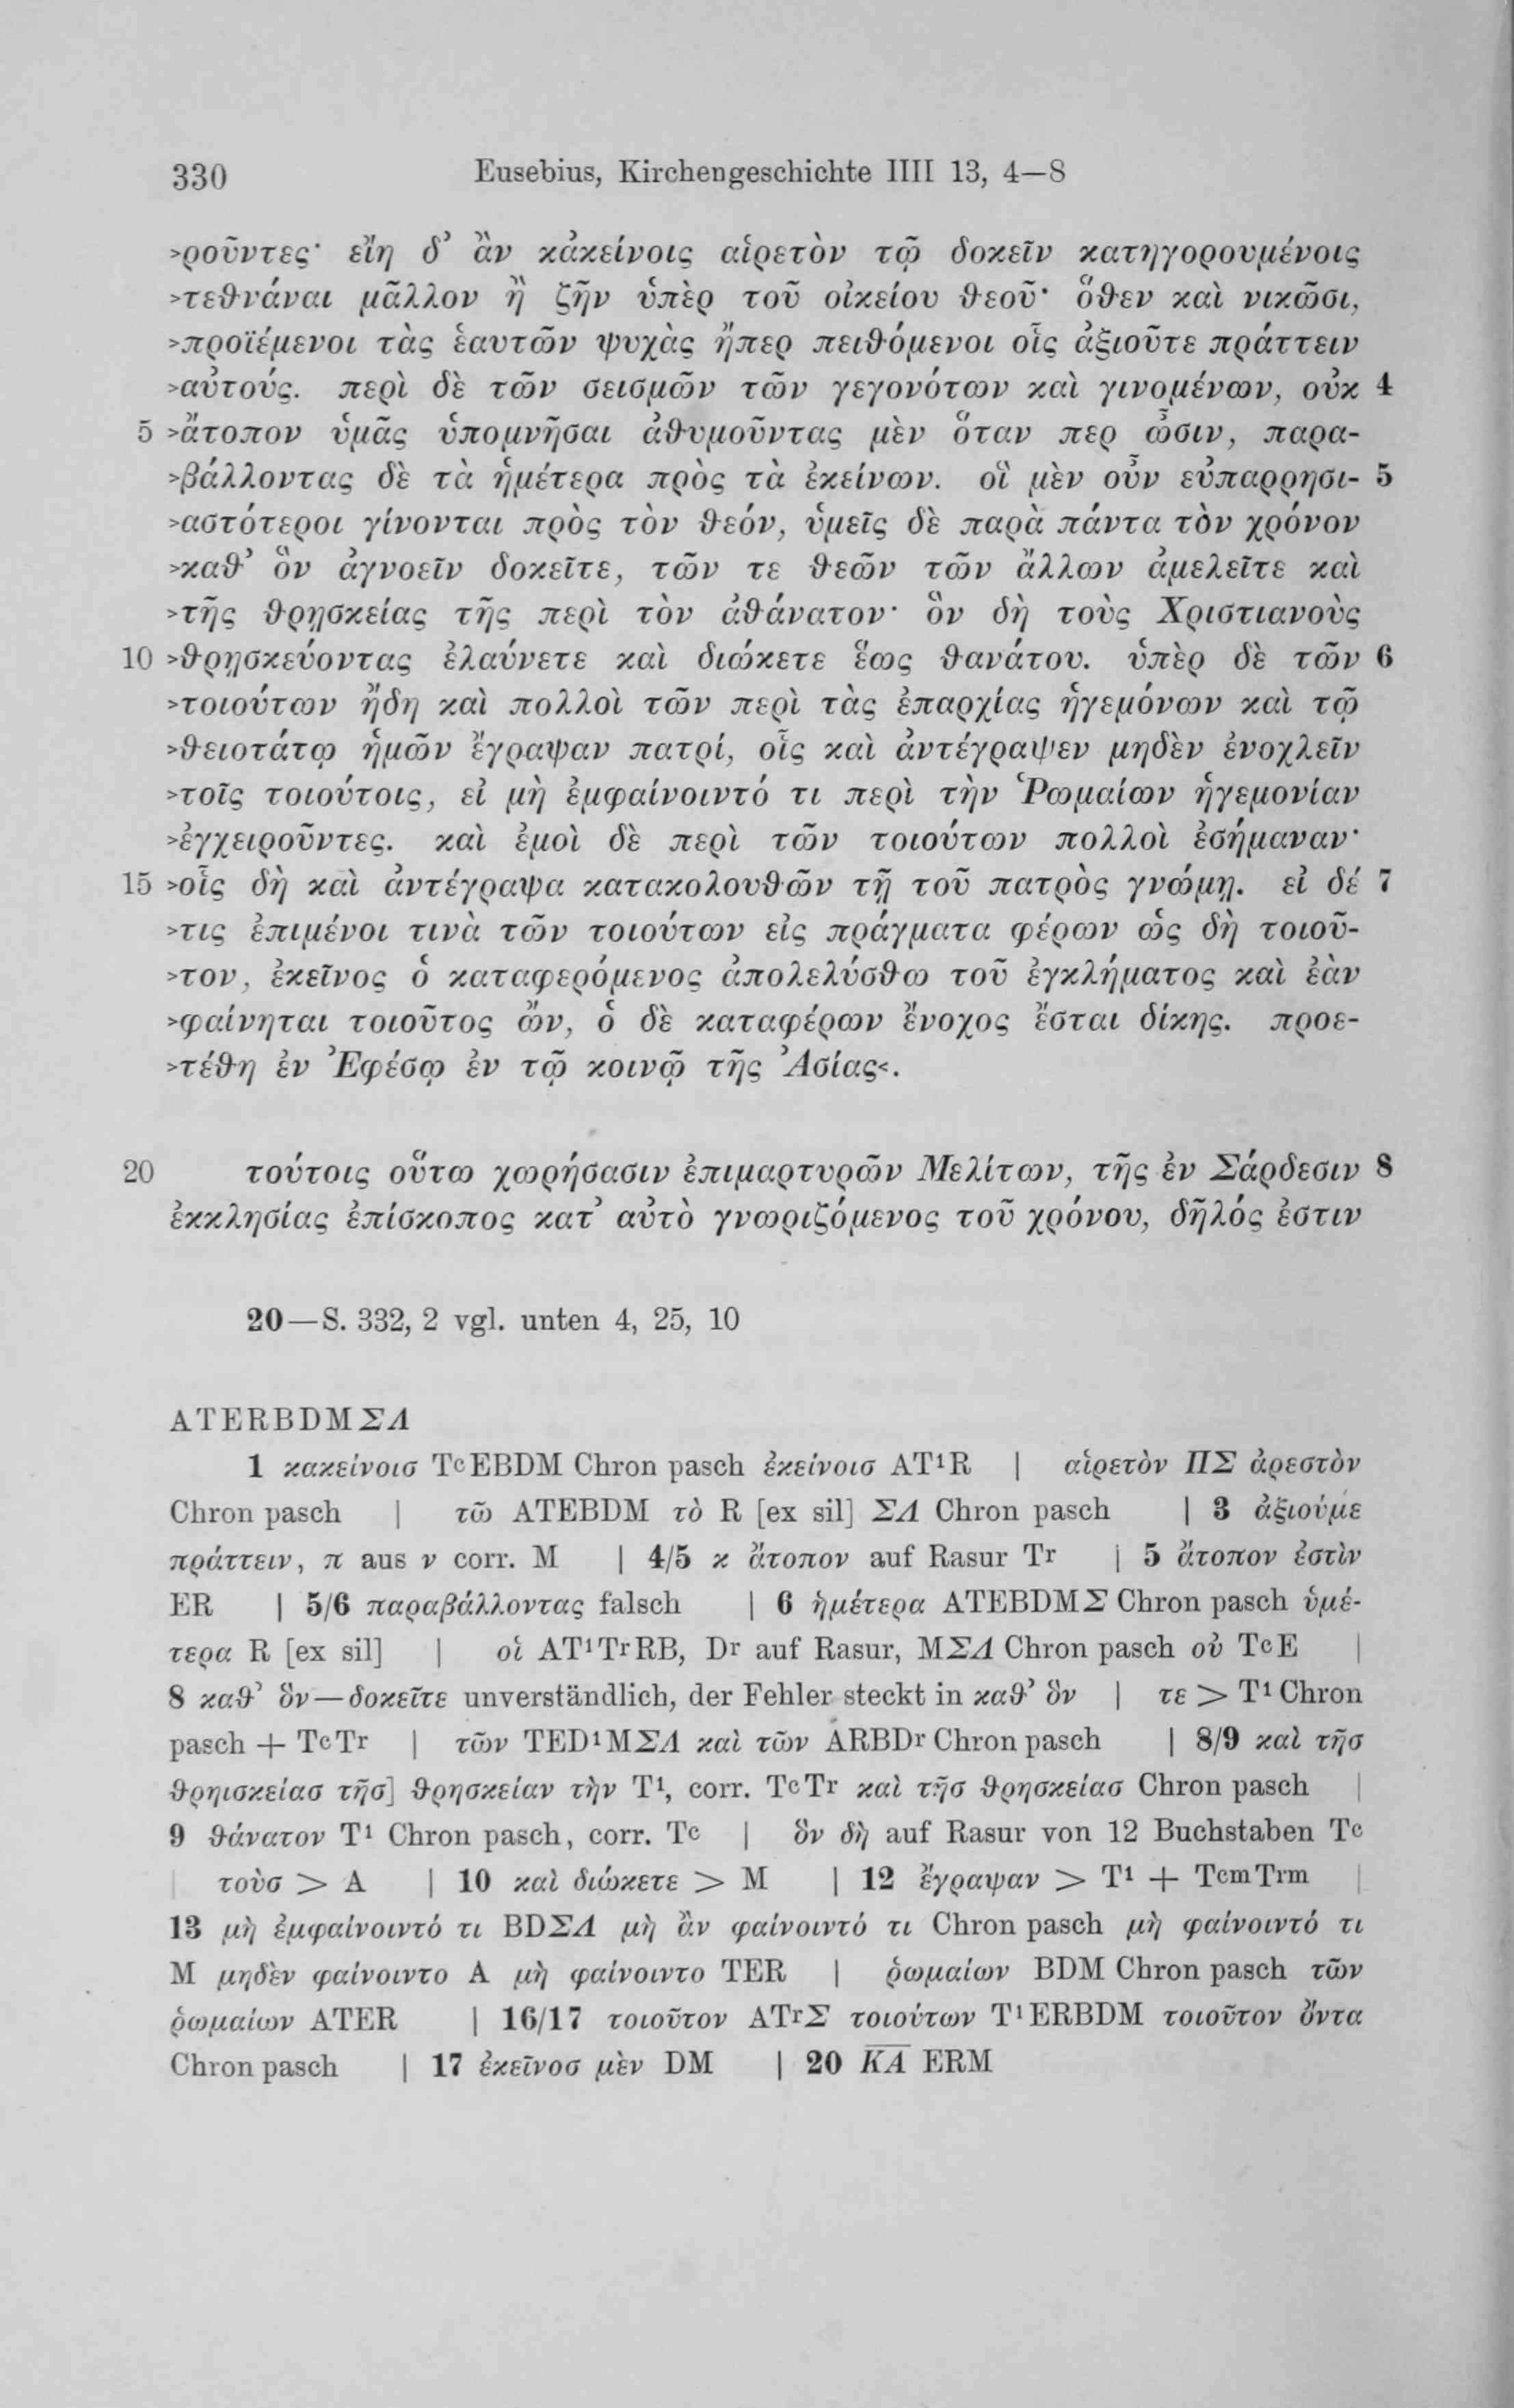 330 Eusebius, Kirchengeschichte IIII 13, 4—8
>ροῦντες· εἴη δ’ ἂν κἀκείνοις αἱρετὸν τῷ δοκεῖν κατηγορουμένοις
>τεθνάναι μᾶλλον ἢ ζῆν ὑπὲρ τοῦ οἰκείου θεοῦ· ὅθεν καὶ νικῶσι,
>προϊέμενοι τὰς ἑαυτῶν ψυχὰς ἤπερ πειθόμενοι οἷς ἀξιοῦτε πράττειν
>αὐτούς. περὶ δὲ τῶν σεισμῶν τῶν γεγονότων καὶ γινομένων, οὐκ 4
5 >ἄτοπον ὑμᾶς ὑπομνῆσαι ἀθυμοῦντας μὲν ὅταν περ ὦσιν, παρα-
>βάλλοντας δὲ τὰ ἡμέτερα πρὸς τὰ ἐκείνων. οἳ μὲν οὖν εὐπαρρησι- 5
>αστότεροι γίνονται πρὸς τὸν θεόν, ὑμεῖς δὲ παρὰ πάντα τὸν χρόνον
>καθ’ ὃν ἀγνοεῖν δοκεῖτε, τῶν τε θεῶν τῶν ἄλλων ἀμελεῖτε καὶ
>τῆς θρῃσκείας τῆς περὶ τὸν ἀθάνατον· ὃν δὴ τοὺς Χριστιανοὺς
10 >θρῃσκεύοντας ἐλαύνετε καὶ διώκετε ἕως θανάτου. ὑπὲρ δὲ τῶν 6
>τοιούτων ἤδη καὶ πολλοὶ τῶν περὶ τὰς ἐπαρχίας ἡγεμόνων καὶ τῷ
>θειοτάτῳ ἡμῶν ἔγραψαν πατρί, οἷς καὶ ἀντέγραψεν μηδὲν ἐνοχλεῖν
>τοῖς τοιούτοις, εἰ μὴ ἐμφαίνοιντό τι περὶ τὴν Ῥωμαίων ἡγεμονίαν
>ἐγχειροῦντες. καὶ ἐμοὶ δὲ περὶ τῶν τοιούτων πολλοὶ ἐσήμαναν·
15 >οἷς δὴ καὶ ἀντέγραψα κατακολουθῶν τῇ τοῦ πατρὸς γνώμῃ. εἰ δέ 7
>τις ἐπιμένοι τινὰ τῶν τοιούτων εἰς πράγματα φέρων ὡς δὴ τοιοῦ-
>τον, ἐκεῖνος ὁ καταφερόμενος ἀπολελύσθω τοῦ ἐγκλήματος καὶ ἐὰν
>φαίνηται τοιοῦτος ὤν, ὁ δὲ καταφέρων ἔνοχος ἔσται δίκης. προε-
>τέθη ἐν Ἐφέσῳ ἐν τῷ κοινῷ τῆς Ἀσίας<.
20 τούτοις οὕτω χωρήσασιν ἐπιμαρτυρῶν Μελίτων, τῆς ἐν Σάρδεσιν 8
ἐκκλησίας ἐπίσκοπος κατ’ αὐτὸ γνωριζόμενος τοῦ χρόνου, δῆλός ἐστιν
20—S. 332, 2 vgl. unten 4, 25, 10
ATERBDMΣΛ
1 κακείνοισ TᶜEBDM Chron pasch ἐκείνοισ AT¹R | αἱρετὸν ΠΣ ἀρεστὸν
Chron pasch | τῶ ATEBDM τὸ R [ex sil] ΣΛ Chron pasch | 3 ἀξιούμε
πράττειν, π aus ν corr. M | 4/5 κ ἄτοπον auf Rasur Tʳ | 5 ἄτοπον ἐστὶν
ER | 5/6 παραβάλλοντας falsch | 6 ἡμέτερα ATEBDMΣ Chron pasch ὑμέ-
τερα R [ex sil] | οἱ AT¹TʳRB, Dʳ auf Rasur, MΣΛ Chron pasch οὐ TᶜE |
8 καθ’ ὃν—δοκεῖτε unverständlich, der Fehler steckt in καθ’ ὃν | τε > T¹ Chron
pasch + TᶜTʳ | τῶν TED¹MΣΛ καὶ τῶν ARBDʳ Chron pasch | 8/9 καὶ τῆσ
θρηισκείασ τῆσ] θρησκείαν τὴν T¹, corr. TᶜTʳ καὶ τῆσ θρησκείασ Chron pasch |
9 θάνατον T¹ Chron pasch, corr. Tᶜ | ὃν δὴ auf Rasur von 12 Buchstaben Tᶜ
| τοὺσ > A | 10 καὶ διώκετε > M | 12 ἔγραψαν > T¹ + TᶜᵐTʳᵐ |
13 μὴ ἐμφαίνοιντό τι BDΣΛ μὴ ἂν φαίνοιντό τι Chron pasch μὴ φαίνοιντό τι
M μηδὲν φαίνοιντο A μὴ φαίνοιντο TER | ῥωμαίων BDM Chron pasch τῶν
ῥωμαίων ATER | 16/17 τοιοῦτον ATʳΣ τοιούτων T¹ERBDM τοιοῦτον ὄντα
Chron pasch | 17 ἐκεῖνοσ μὲν DM | 20 K̅A̅ ERM